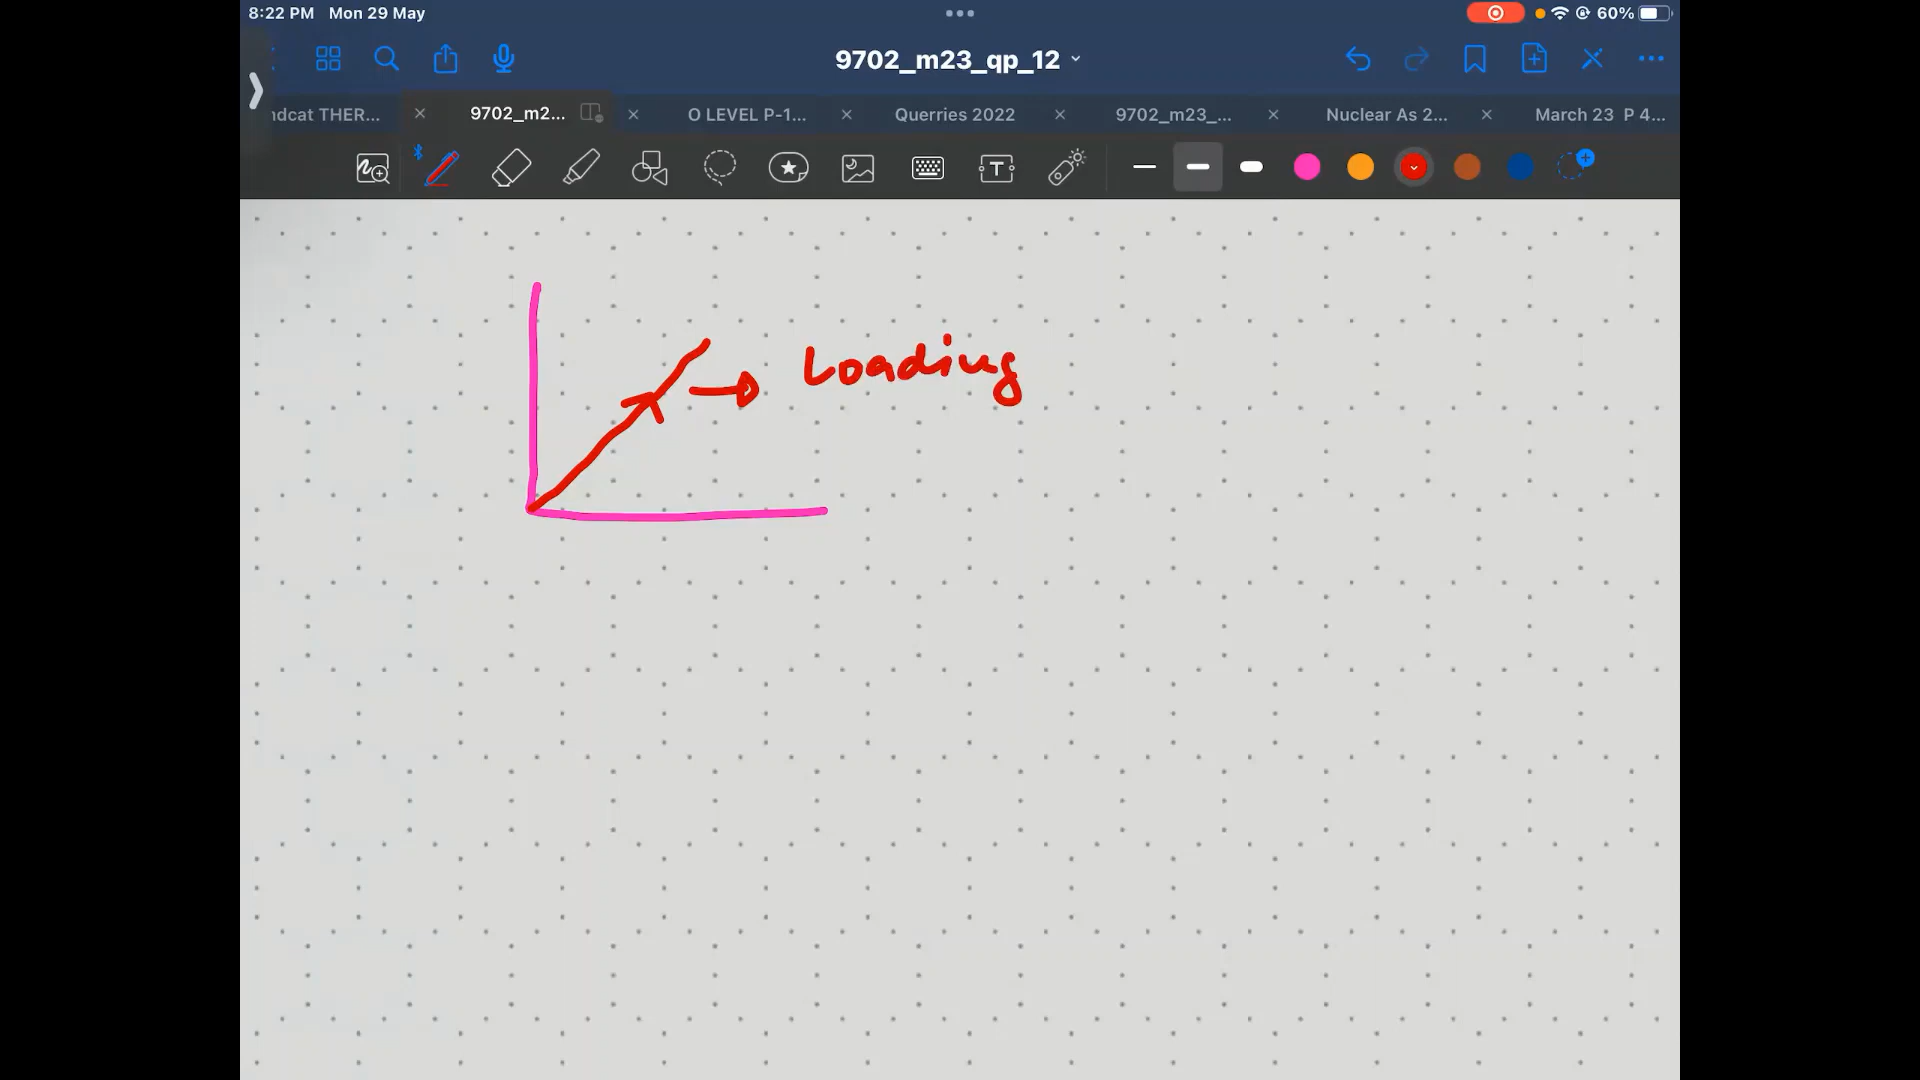 8:22 PM Mon 29 May
60%
9702_m23_qp_12
ndcat THER...
9702_m2...
O LEVEL P-1...
Querries 2022
9702_m23_...
Nuclear As 2...
March 23 P 4...
T
Loading